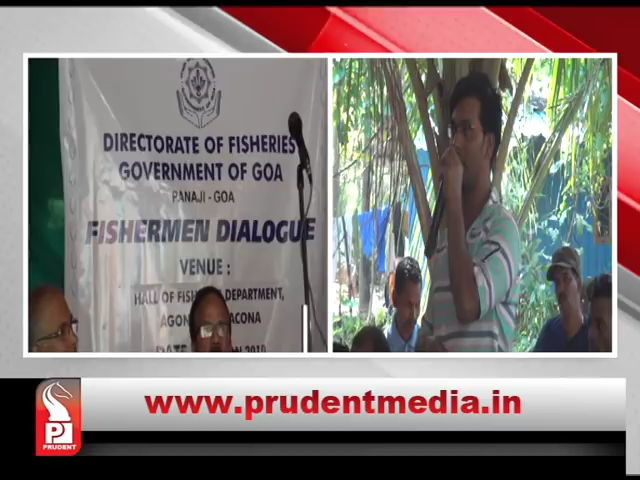 DIRECTORATE OF FISHERIES
GOVERNMENT OF GOA
PANAJI - GOA
FISHERMEN DIALOGUE
VENUE :
HALL OF DEPARTMENT,
www.prudentmedia.in
PRUDENT